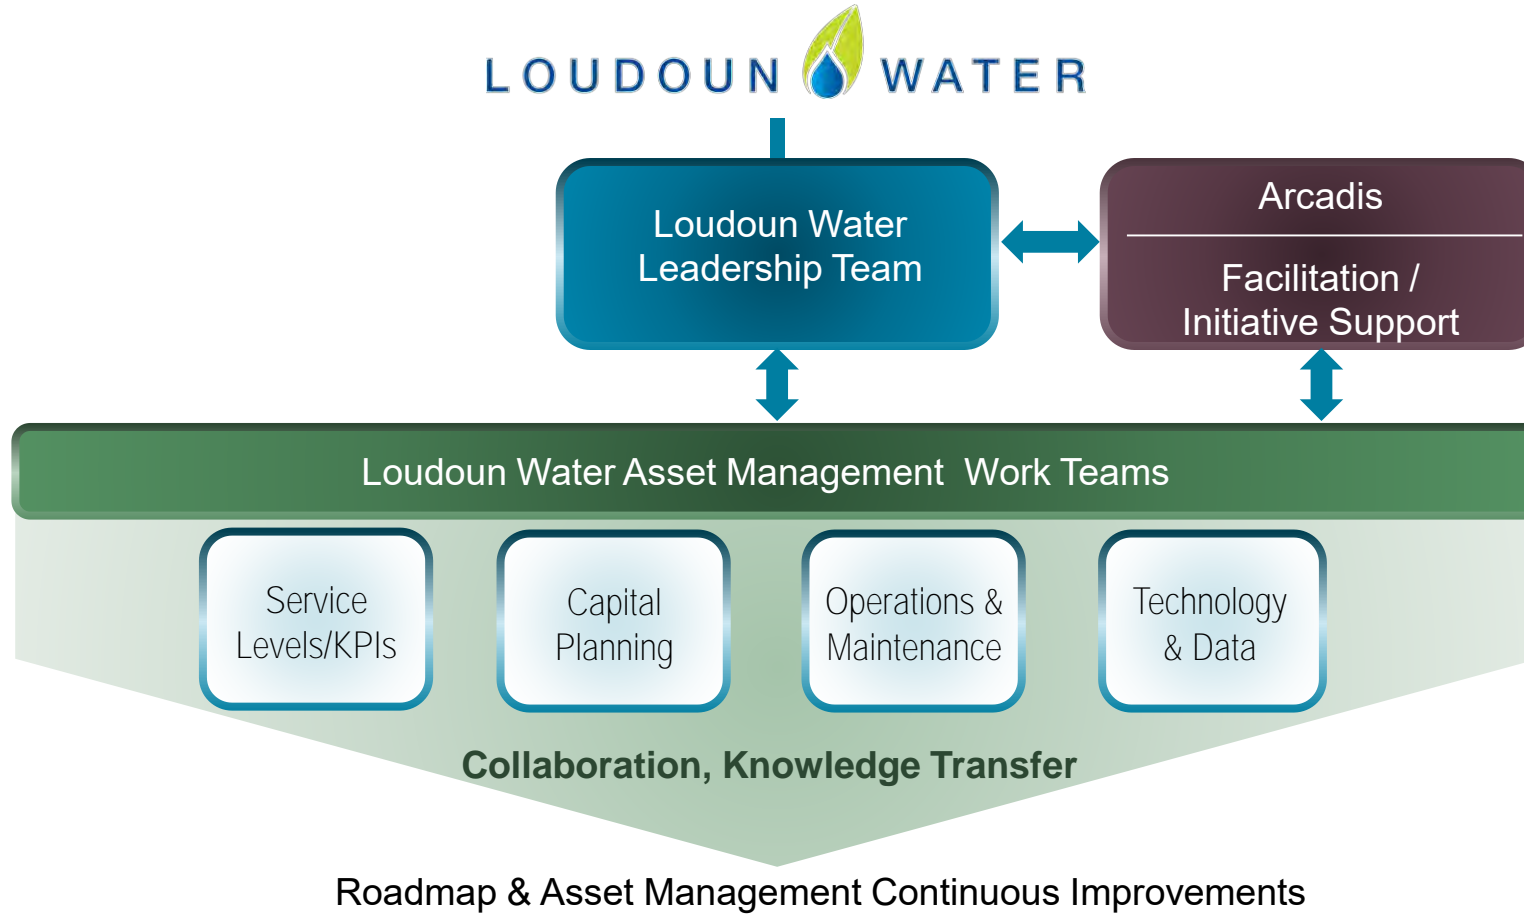 LOUDOUN WATER
Loudoun Water
Leadership Team
Arcadis
Facilitation /
Initiative Support
Loudoun Water Asset Management  Work Teams
Service
Levels/KPIs
Capital
Planning
Operations &
Maintenance
Technology
& Data
Collaboration, Knowledge Transfer
Roadmap & Asset Management Continuous Improvements